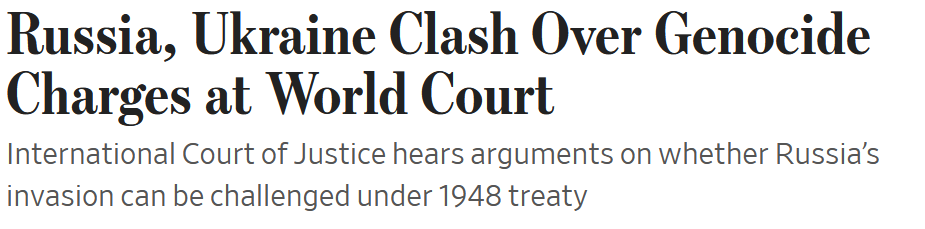 Russia, Ukraine Clash Over Genocide
Charges at World Court
International Court of Justice hears arguments on whether Russia’s
invasion can be challenged under 1948 treaty